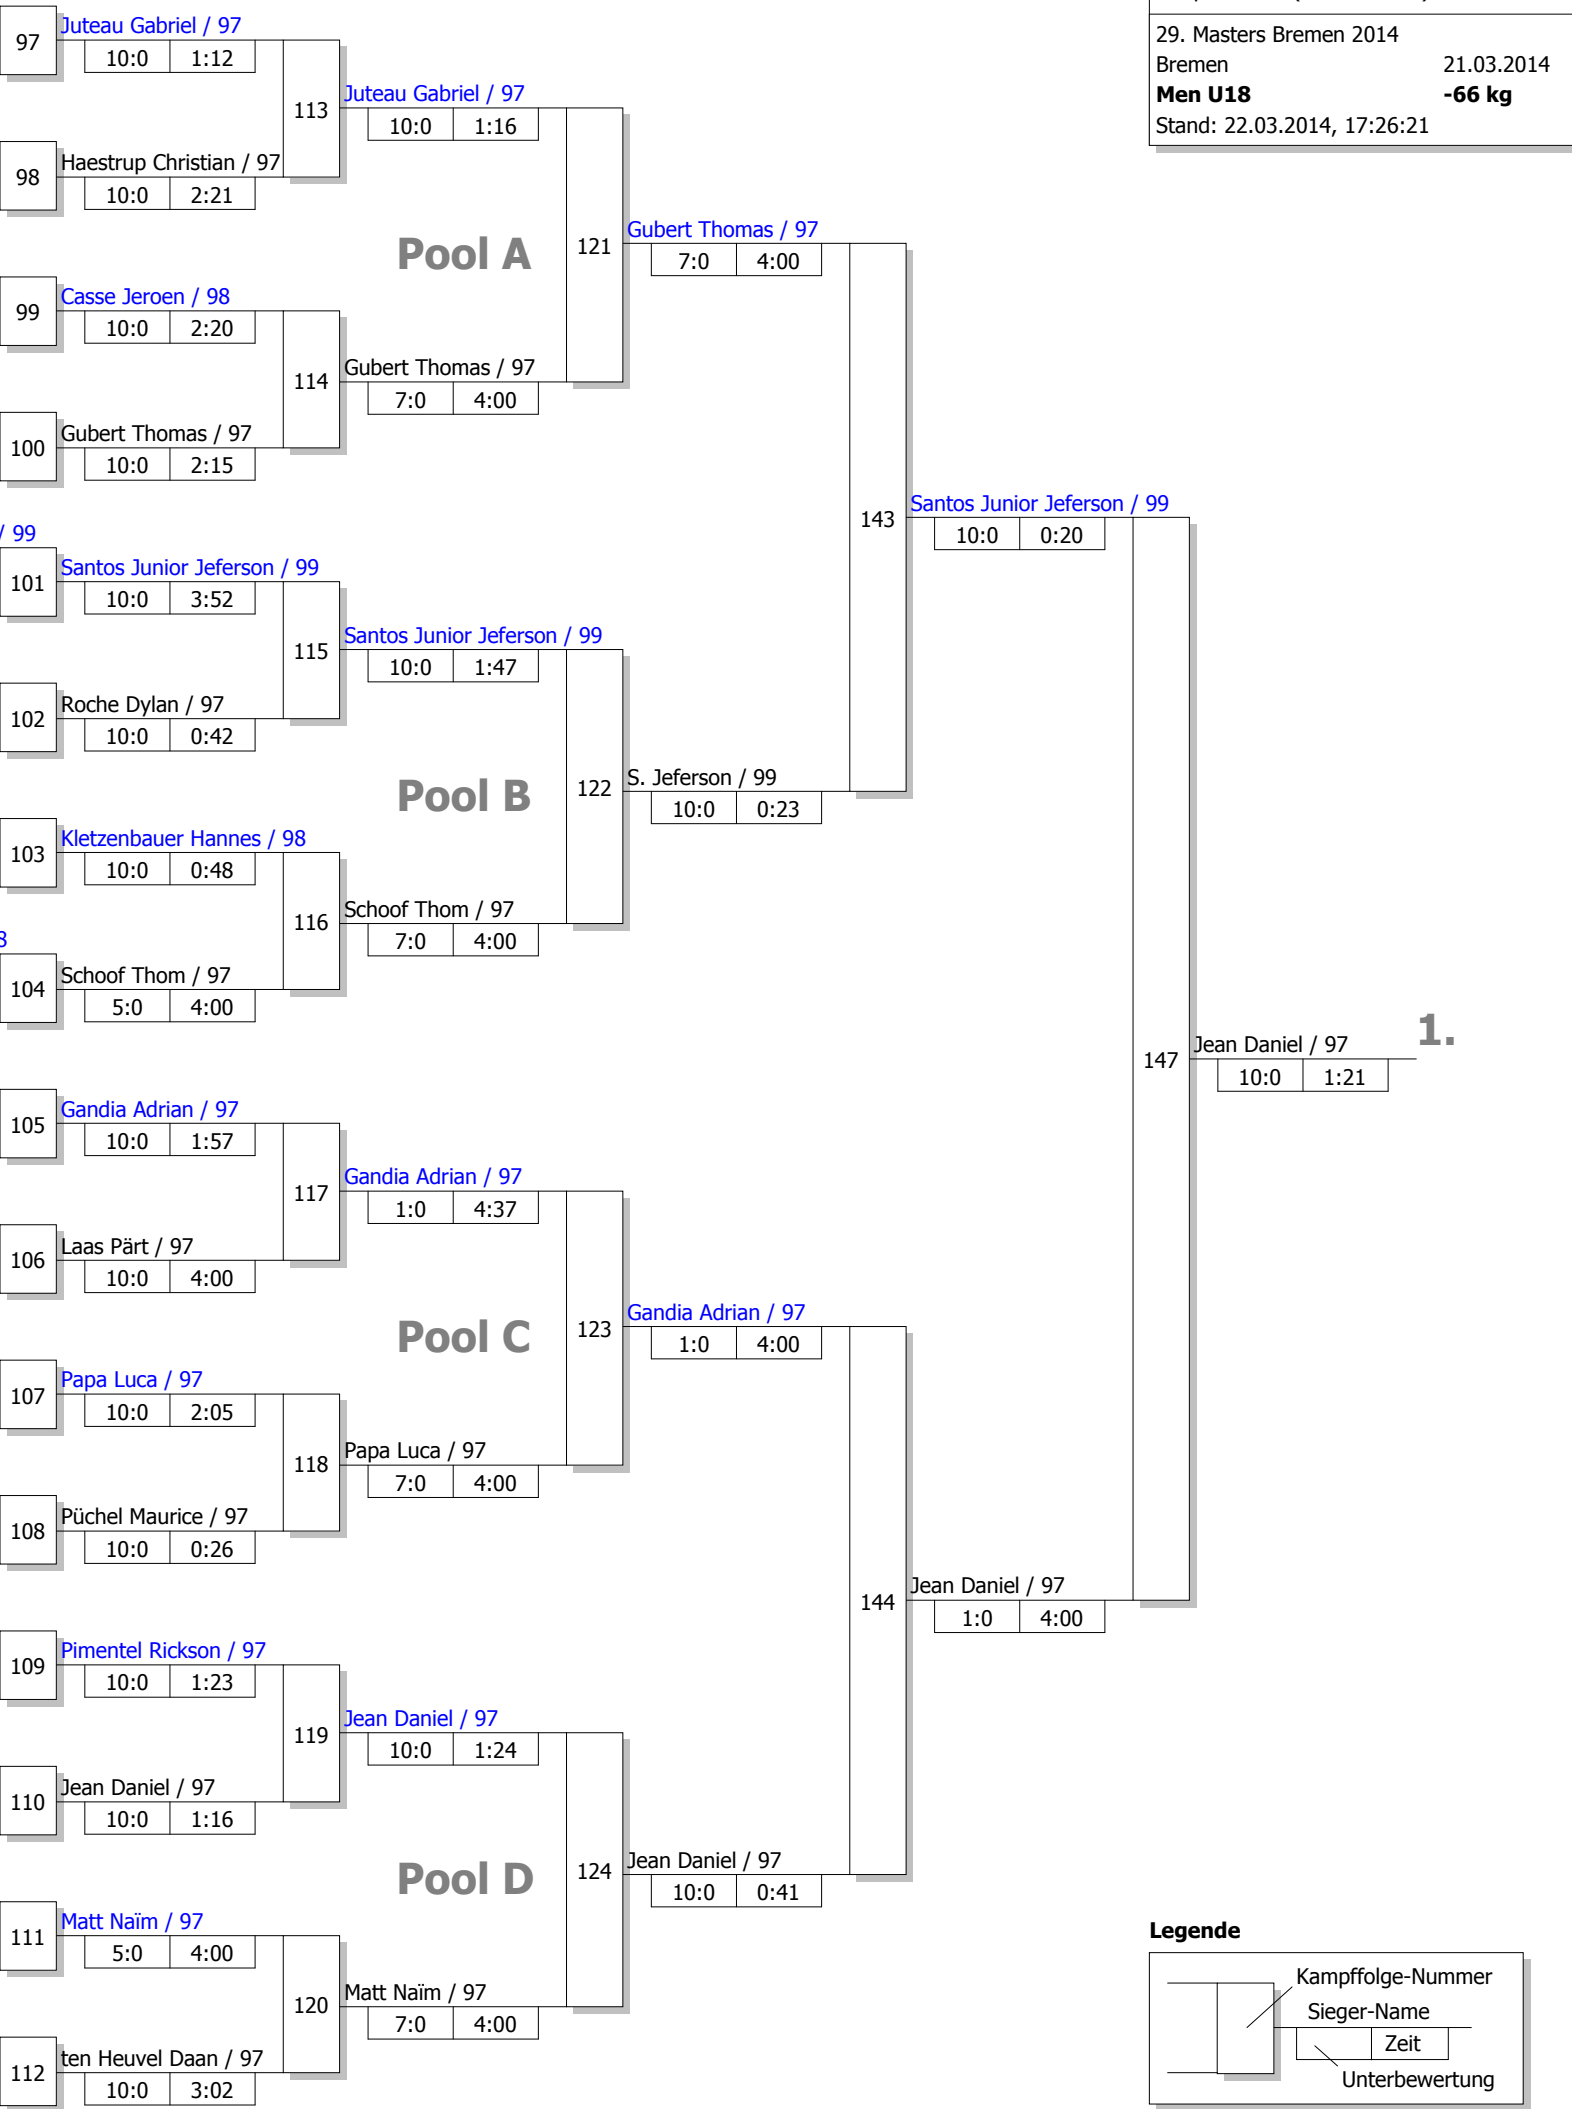 29. Masters Bremen 2014
Bremen 21.03.2014
Men U18 -66 kg
Stand: 22.03.2014, 17:26:21
97 Juteau Gabriel / 97
10:0 1:12
113 Juteau Gabriel / 97
10:0 1:16
98 Haestrup Christian / 97
10:0 2:21
Pool A
121 Gubert Thomas / 97
7:0 4:00
99 Casse Jeroen / 98
10:0 2:20
114 Gubert Thomas / 97
7:0 4:00
100 Gubert Thomas / 97
10:0 2:15
143 Santos Junior Jeferson / 99
10:0 0:20
/ 99
101 Santos Junior Jeferson / 99
10:0 3:52
115 Santos Junior Jeferson / 99
10:0 1:47
102 Roche Dylan / 97
10:0 0:42
Pool B
122 S. Jeferson / 99
10:0 0:23
103 Kletzenbauer Hannes / 98
10:0 0:48
116 Schoof Thom / 97
7:0 4:00
8
104 Schoof Thom / 97
5:0 4:00
1.
147 Jean Daniel / 97
10:0 1:21
105 Gandia Adrian / 97
10:0 1:57
117 Gandia Adrian / 97
1:0 4:37
106 Laas Pärt / 97
10:0 4:00
Pool C
123 Gandia Adrian / 97
1:0 4:00
107 Papa Luca / 97
10:0 2:05
118 Papa Luca / 97
7:0 4:00
108 Püchel Maurice / 97
10:0 0:26
144 Jean Daniel / 97
1:0 4:00
109 Pimentel Rickson / 97
10:0 1:23
119 Jean Daniel / 97
10:0 1:24
110 Jean Daniel / 97
10:0 1:16
Pool D
124 Jean Daniel / 97
10:0 0:41
111 Matt Naïm / 97
5:0 4:00
120 Matt Naïm / 97
7:0 4:00
112 ten Heuvel Daan / 97
10:0 3:02
Legende
Kampffolge-Nummer
Sieger-Name
Zeit
Unterbewertung